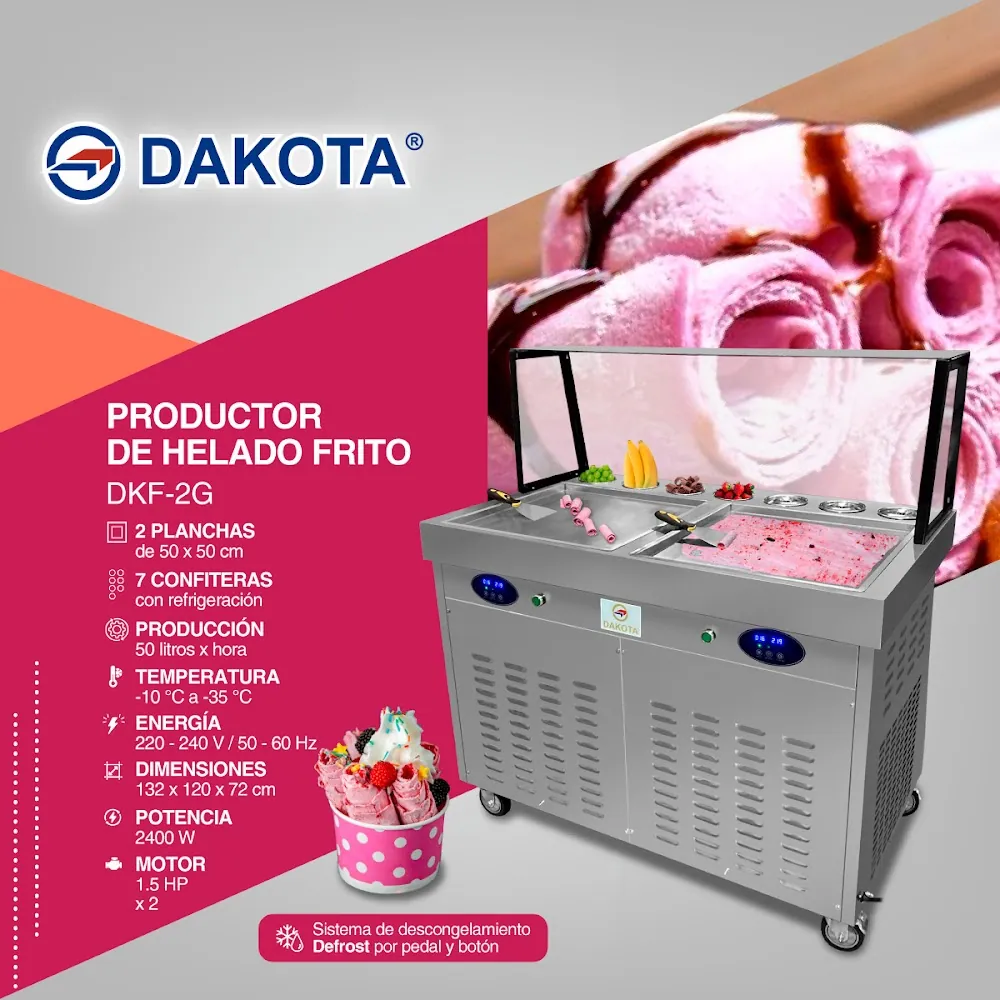 DAKOTA®
PRODUCTOR
DE HELADO FRITO
DKF-2G
2 PLANCHAS
de 50 x 50 cm
7 CONFITERAS
con refrigeración
PRODUCCIÓN
50 litros x hora
TEMPERATURA
-10 °C a -35 °C
ENERGÍA
220 - 240 V / 50 - 60 Hz
DIMENSIONES
132 x 120 x 72 cm
POTENCIA
2400 W
MOTOR
1.5 HP
x 2
Sistema de descongelamiento
Defrost por pedal y botón
DAKOTA